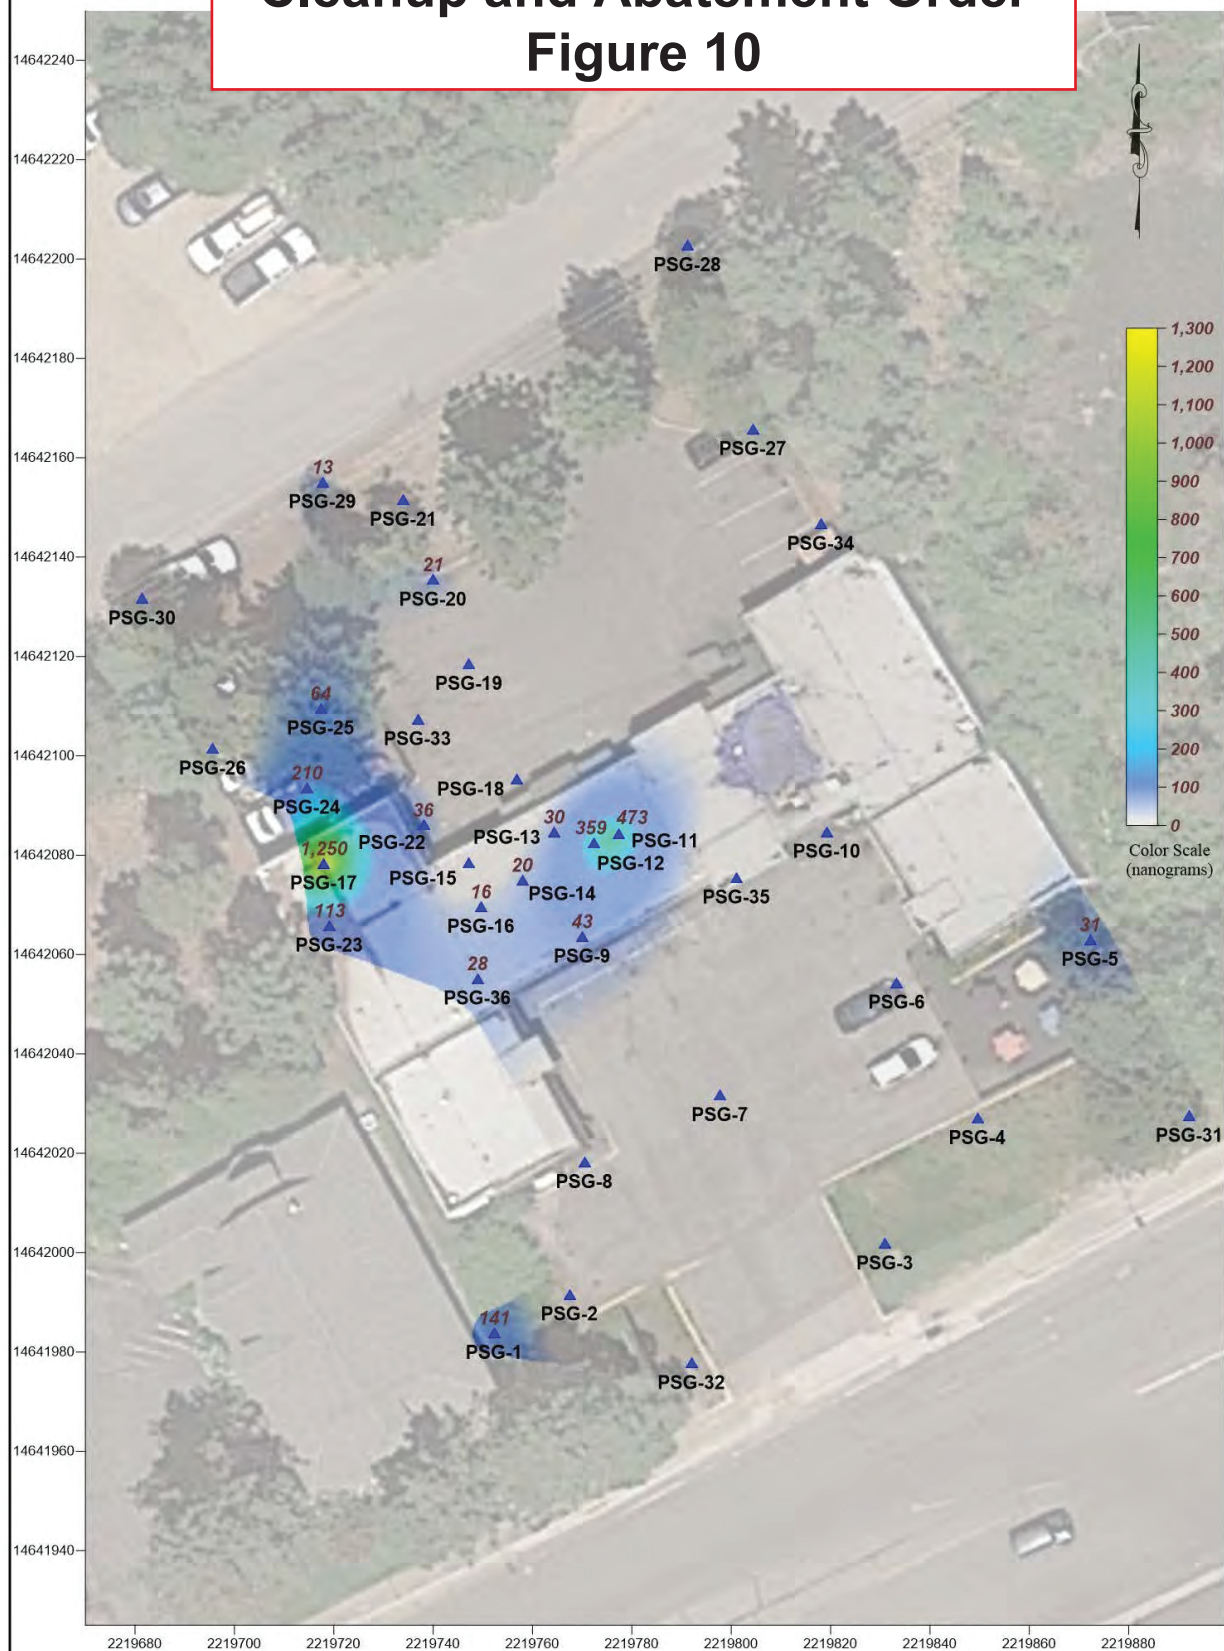 Cleanup and Abatement Order
Figure 10
14642240
14642220
14642200
14642180
14642160
14642140
14642120
14642100
14642080
14642060
14642040
14642020
14642000
14641980
14641960
14641940
PSG-28
1,300
1,200
1,100
1,000
900
800
700
600
500
400
300
200
100
0
Color Scale
(nanograms)
PSG-27
13
PSG-29
PSG-21
PSG-34
21
PSG-20
PSG-30
PSG-19
64
PSG-25
PSG-33
PSG-26
210
PSG-24
PSG-18
36
PSG-22
30
PSG-13
359
PSG-12
473
PSG-11
PSG-10
1,250
PSG-17
PSG-15
20
PSG-14
PSG-35
16
PSG-16
113
PSG-23
43
PSG-9
31
PSG-5
28
PSG-36
PSG-6
PSG-7
PSG-4
PSG-31
PSG-8
PSG-3
PSG-2
141
PSG-1
PSG-32
2219680
2219700
2219720
2219740
2219760
2219780
2219800
2219820
2219840
2219860
2219880